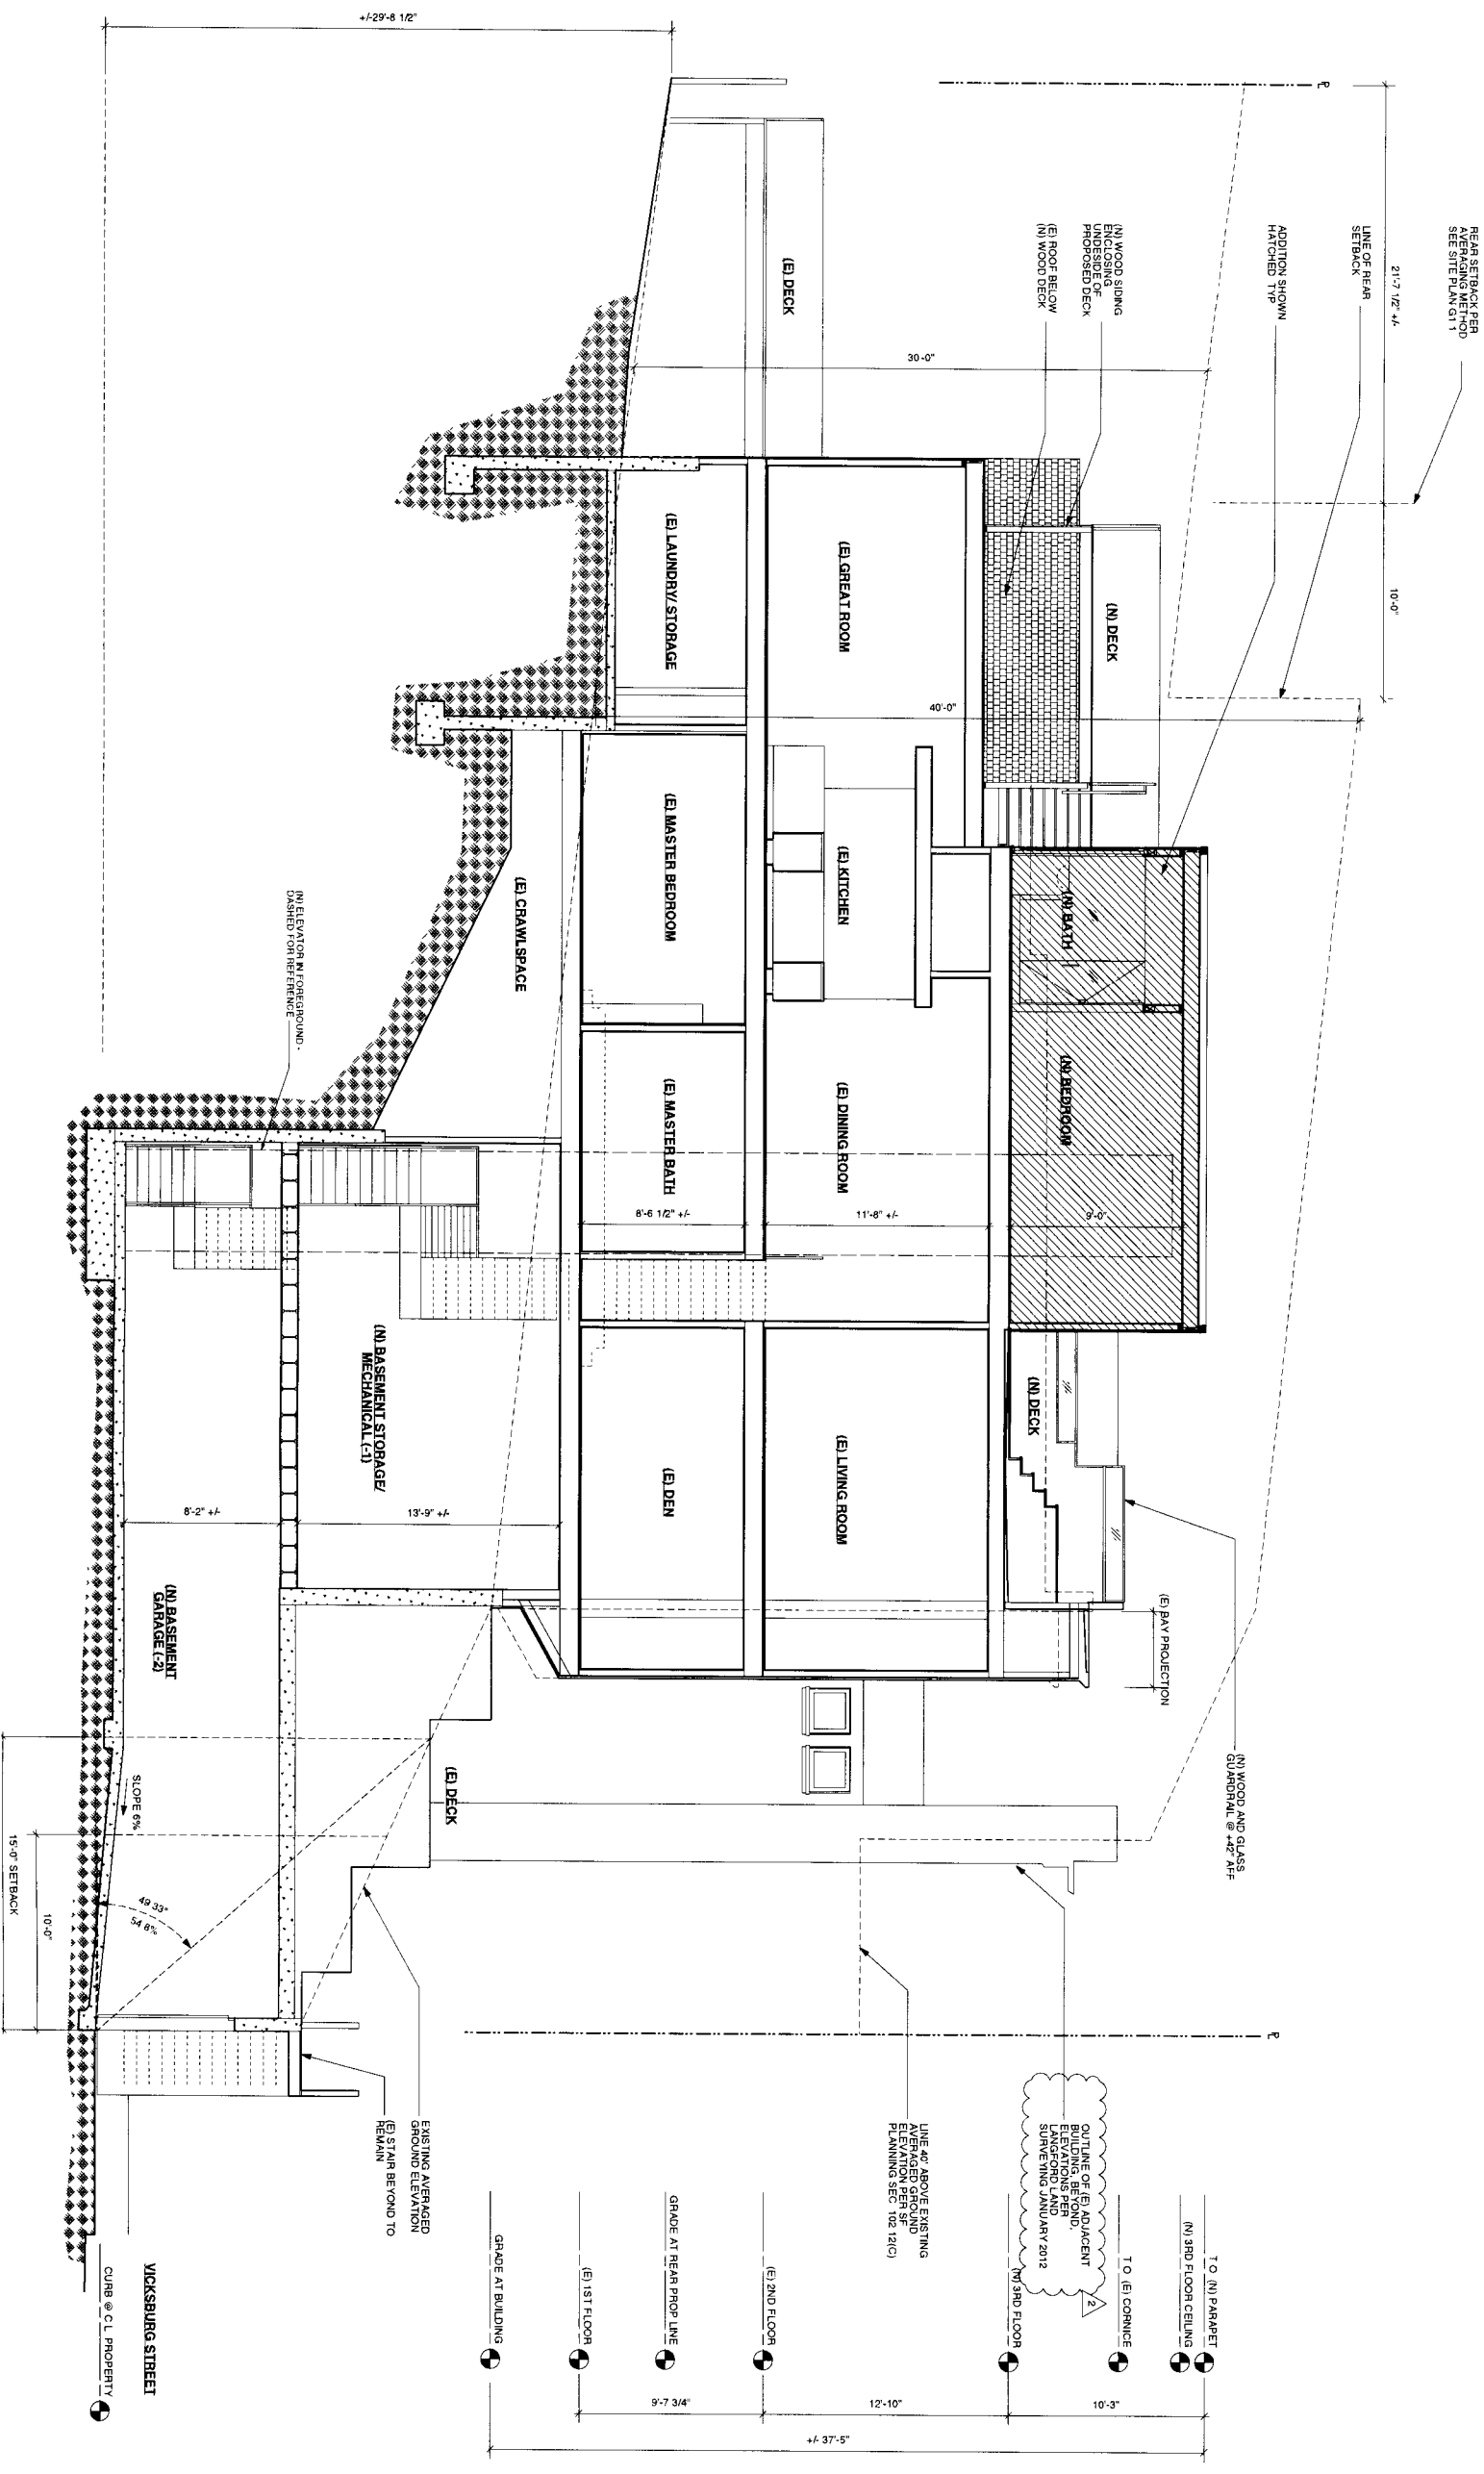 +/-29'-8 1/2"
REAR SETBACK PER
AVERAGING METHOD
SEE SITE PLAN G1 1
21'-7 1/2" +/-
10'-0"
LINE OF REAR
SETBACK
ADDITION SHOWN
HATCHED TYP
(N) WOOD SIDING
ENCLOSING
UNDESIDE OF
PROPOSED DECK
(E) ROOF BELOW
(N) WOOD DECK
(E) DECK
30'-0"
(N) DECK
(E) GREAT ROOM
(E) LAUNDRY/ STORAGE
40'-0"
(N) BATH
(E) KITCHEN
(E) MASTER BEDROOM
(E) CRAWLSPACE
(N) ELEVATOR IN FOREGROUND -
DASHED FOR REFERENCE
(N) BEDROOM
(E) DINING ROOM
(E) MASTER BATH
9'-0"
11'-8" +/-
8'-6 1/2" +/-
(N) DECK
(E) LIVING ROOM
(E) DEN
(N) BASEMENT STORAGE/
MECHANICAL (-1)
13'-9" +/-
8'-2" +/-
(N) BASEMENT
GARAGE (-2)
(E) BAY PROJECTION
(N) WOOD AND GLASS
GUARDRAIL @ +42" AFF
(E) DECK
SLOPE 6%
15'-0" SETBACK
10'-0"
49 33°
54 8%
P
P
OUTLINE OF (E) ADJACENT
BUILDING, BEYOND,
ELEVATIONS PER
LANGFORD LAND
SURVEYING JANUARY 2012
2
LINE 40' ABOVE EXISTING
AVERAGED GROUND
ELEVATION PER SF
PLANNING SEC 102 12(C)
EXISTING AVERAGED
GROUND ELEVATION
(E) STAIR BEYOND TO
REMAIN
VICKSBURG STREET
T O (N) PARAPET
(N) 3RD FLOOR CEILING
T O (E) CORNICE
(N) 3RD FLOOR
(E) 2ND FLOOR
GRADE AT REAR PROP LINE
(E) 1ST FLOOR
GRADE AT BUILDING
CURB @ C L PROPERTY
10'-3"
12'-10"
9'-7 3/4"
+/- 37'-5"